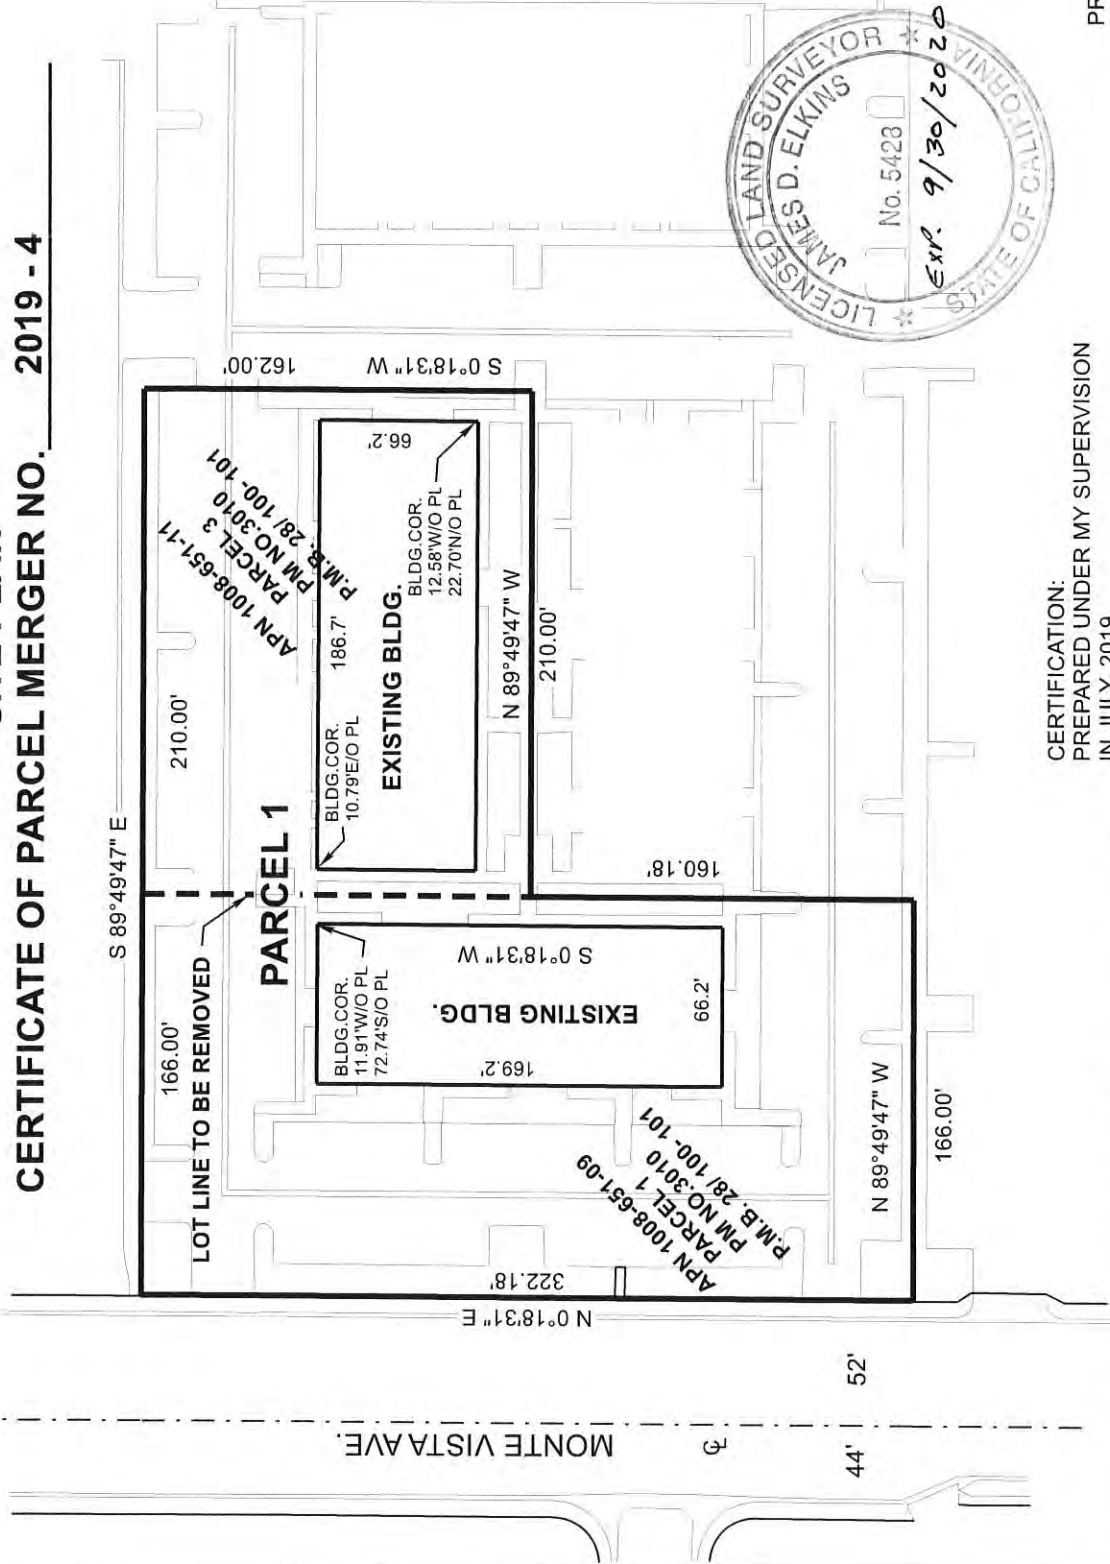 CERTIFICATE OF PARCEL MERGER NO. 2019 - 4
S 89°49'47" E
166.00'
210.00'
LOT LINE TO BE REMOVED
PARCEL 1
APN 1008-651-11
PARCEL 3
PM NO.3010
P.M.B. 28/ 100-101
162.00'
S 0°18'31" W
BLDG.COR.
10.79'E/O PL
186.7'
66.2'
EXISTING BLDG.
BLDG.COR.
12.58'W/O PL
22.70'N/O PL
N 89°49'47" W
210.00'
BLDG.COR.
11.91'W/O PL
72.74'S/O PL
S 0°18'31" W
EXISTING BLDG.
169.2'
66.2'
160.18'
APN 1008-651-09
PARCEL 1
PM NO.3010
P.M.B. 28/ 100-101
N 89°49'47" W
166.00'
322.18'
N 0°18'31" E
MONTE VISTA AVE.
℄
44'
52'
LICENSED LAND SURVEYOR
JAMES D. ELKINS
No. 5428
EXP. 9/30/2020
STATE OF CALIFORNIA
CERTIFICATION:
PREPARED UNDER MY SUPERVISION
IN JULY, 2019
PR